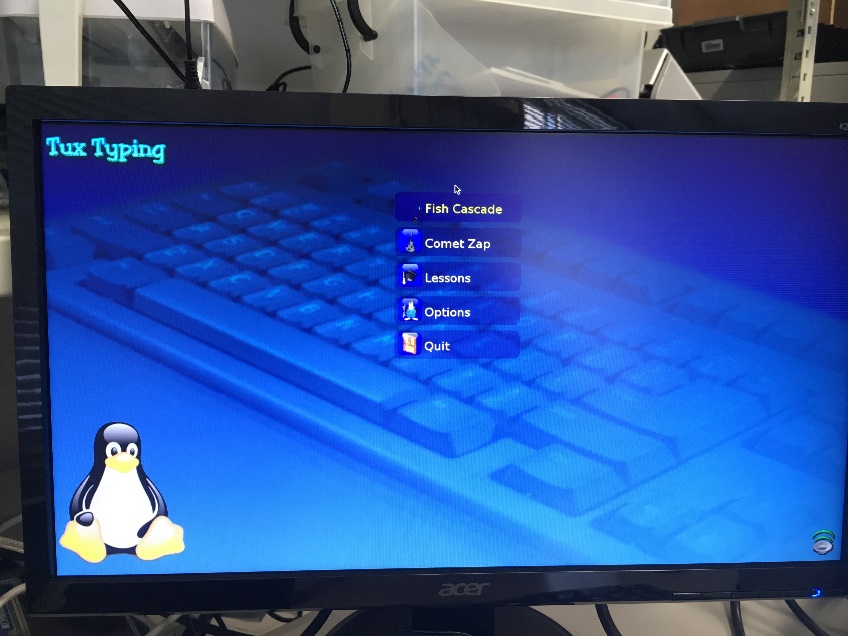 Tux Typing
Fish Cascade
Comet Zap
Lessons
Options
Quit
acer